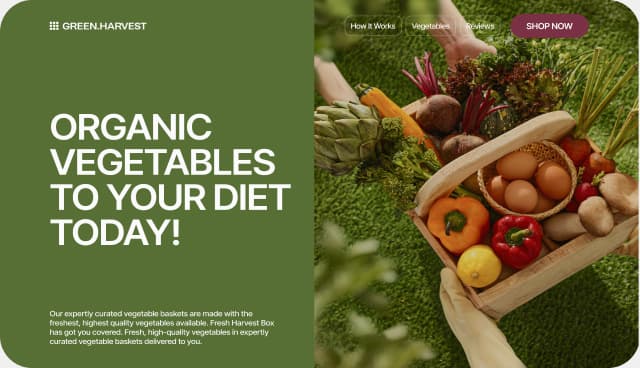 GREEN.HARVEST
How It Works
Vegetables
Reviews
SHOP NOW
ORGANIC
VEGETABLES
TO YOUR DIET
TODAY!
Our expertly curated vegetable baskets are made with the
freshest, highest quality vegetables available. Fresh Harvest Box
has got you covered. Fresh, high-quality vegetables in expertly
curated vegetable baskets delivered to you.